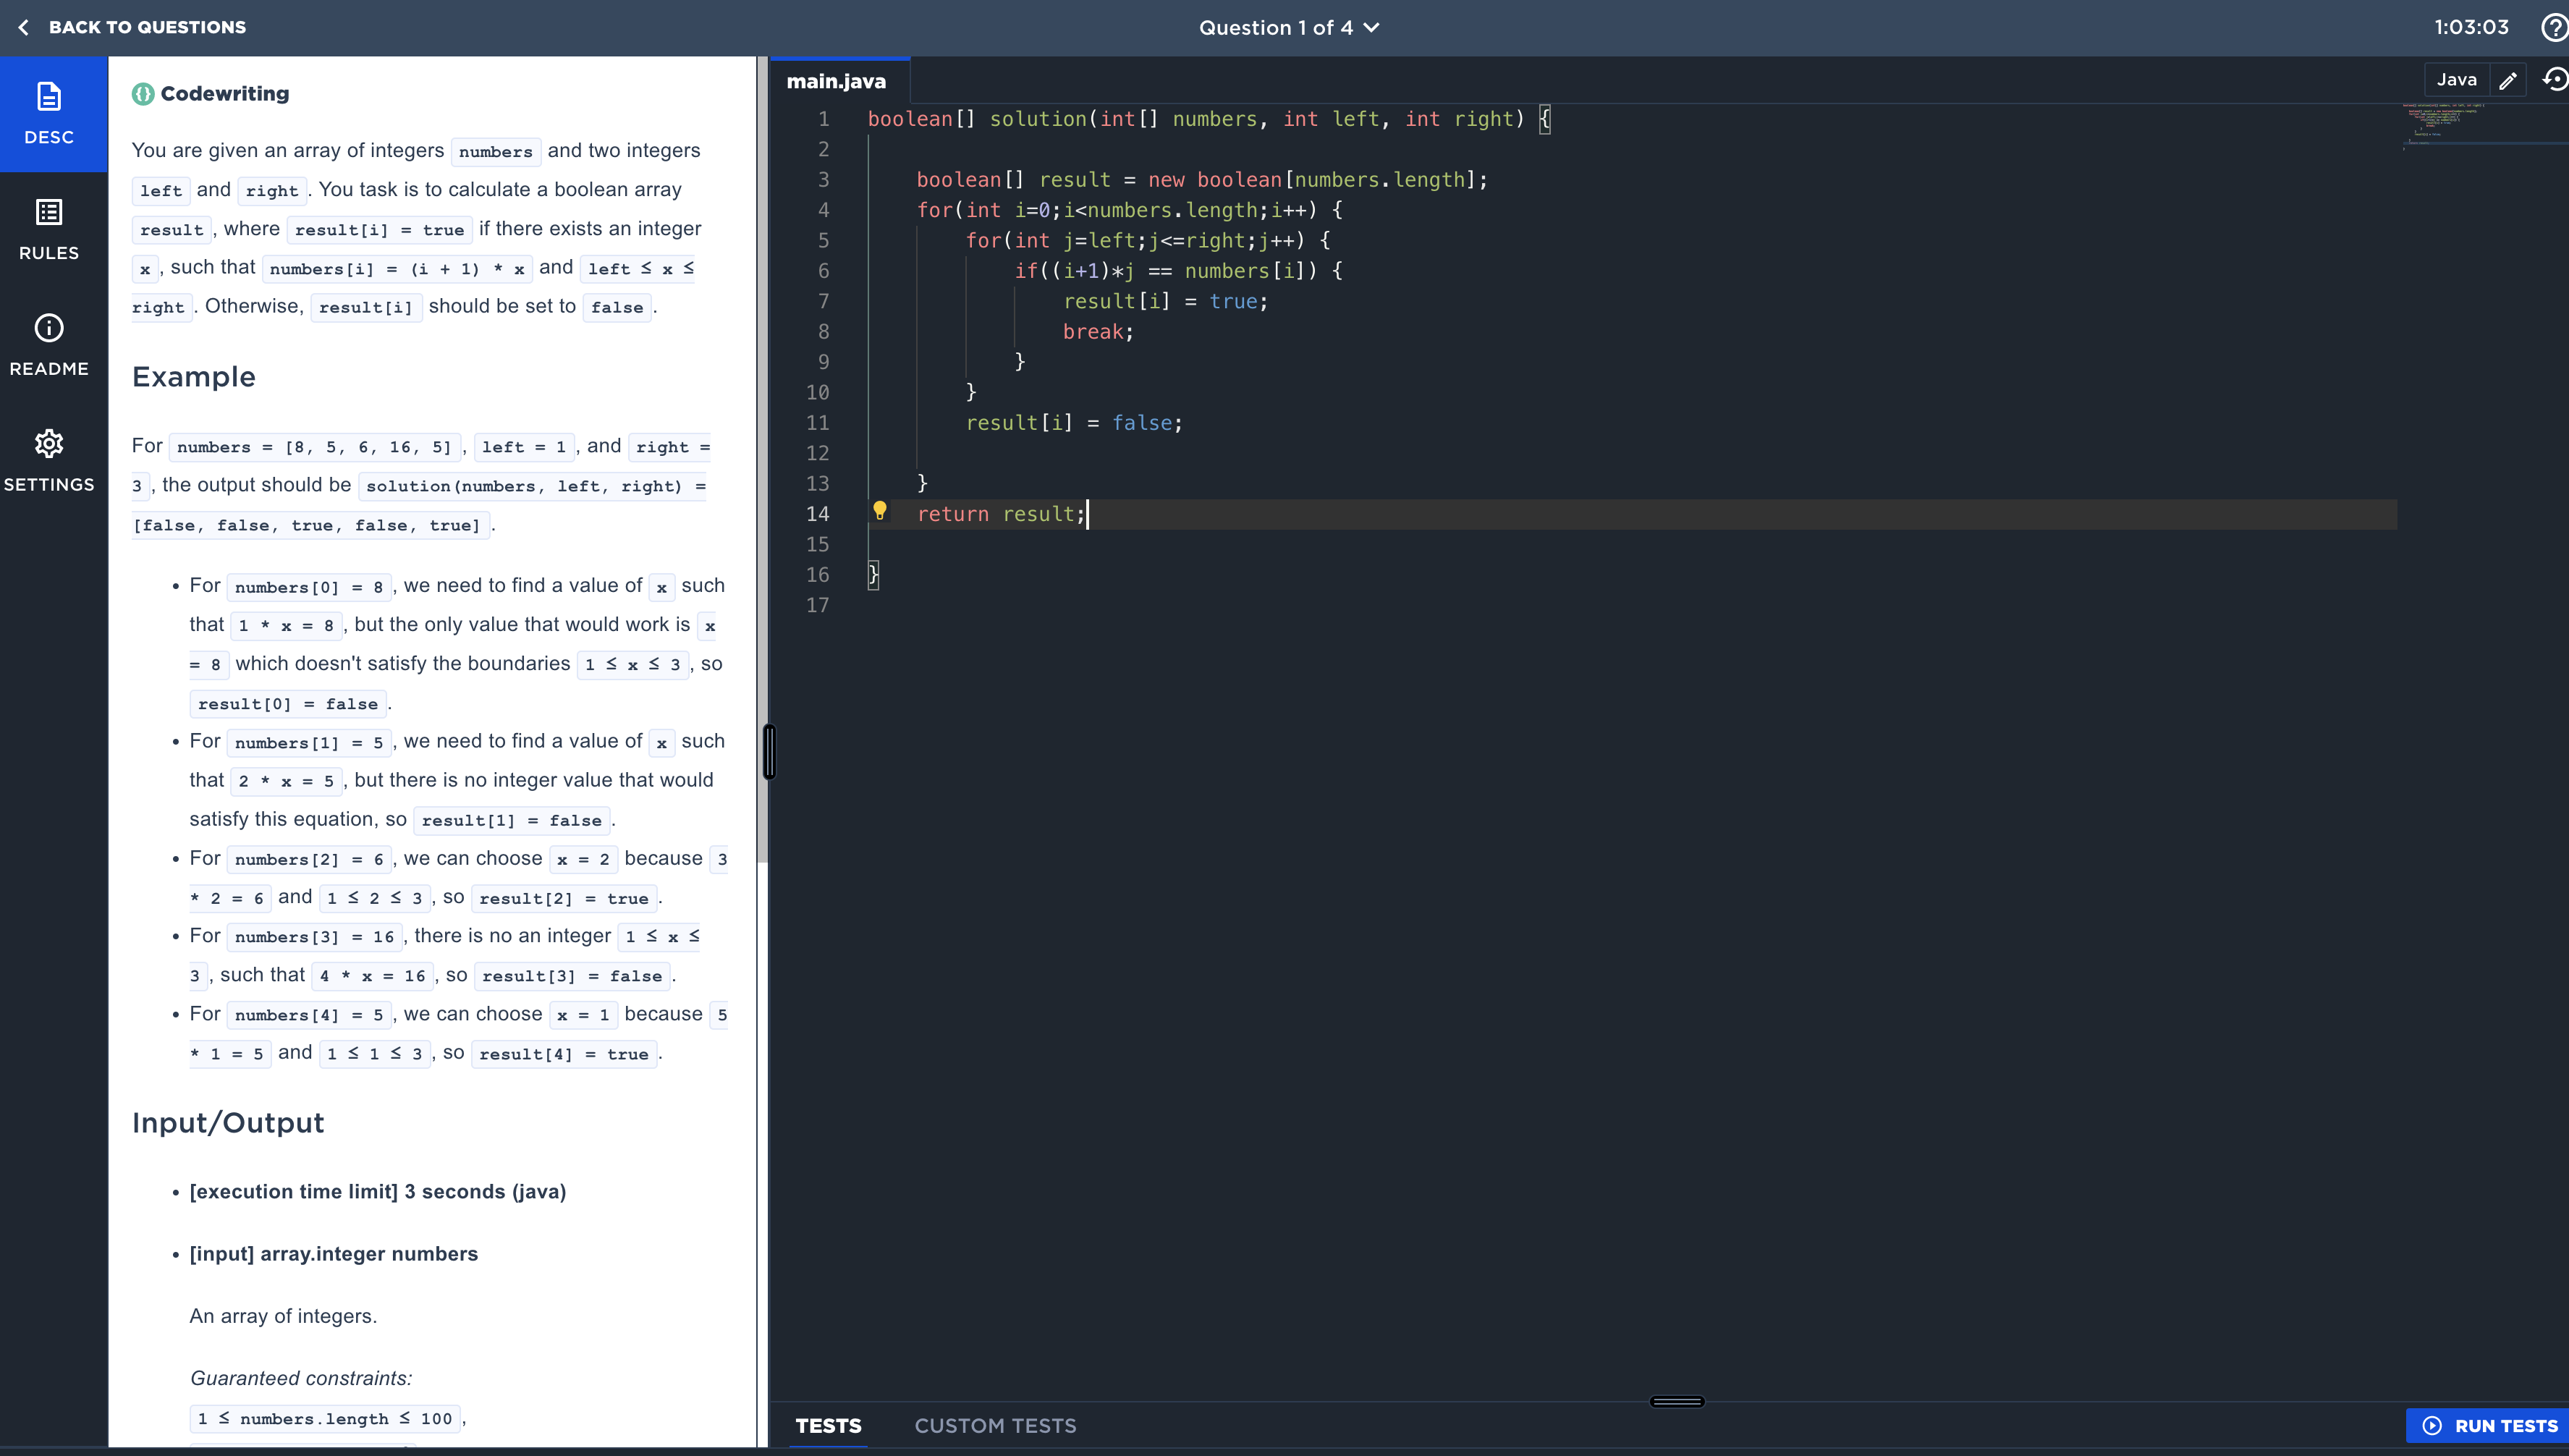 BACK TO QUESTIONS
Question 1 of 4
1:03:03
DESC
RULES
README
SETTINGS
Codewriting
You are given an array of integers numbers and two integers
left and right. You task is to calculate a boolean array
result, where result[i] = true if there exists an integer
x, such that numbers[i] = (i + 1) * x and left ≤ x ≤
right. Otherwise, result[i] should be set to false.
Example
For numbers = [8, 5, 6, 16, 5], left = 1, and right =
3, the output should be solution(numbers, left, right) =
[false, false, true, false, true].
• For numbers[0] = 8, we need to find a value of x such
that 1 * x = 8, but the only value that would work is x
= 8 which doesn't satisfy the boundaries 1 ≤ x ≤ 3, so
result[0] = false.
• For numbers[1] = 5, we need to find a value of x such
that 2 * x = 5, but there is no integer value that would
satisfy this equation, so result[1] = false.
• For numbers[2] = 6, we can choose x = 2 because 3
* 2 = 6 and 1 ≤ 2 ≤ 3, so result[2] = true.
• For numbers[3] = 16, there is no an integer 1 ≤ x ≤
3, such that 4 * x = 16, so result[3] = false.
• For numbers[4] = 5, we can choose x = 1 because 5
* 1 = 5 and 1 ≤ 1 ≤ 3, so result[4] = true.
Input/Output
• [execution time limit] 3 seconds (java)
• [input] array.integer numbers
An array of integers.
Guaranteed constraints:
1 ≤ numbers.length ≤ 100,
main.java
Java
1 boolean[] solution(int[] numbers, int left, int right) {
2
3 boolean[] result = new boolean[numbers.length];
4 for(int i=0;i<numbers.length;i++) {
5 for(int j=left;j<=right;j++) {
6 if((i+1)*j == numbers[i]) {
7 result[i] = true;
8 break;
9 }
10 }
11 result[i] = false;
12
13 }
14 return result;
15
16 }
17
TESTS
CUSTOM TESTS
RUN TESTS